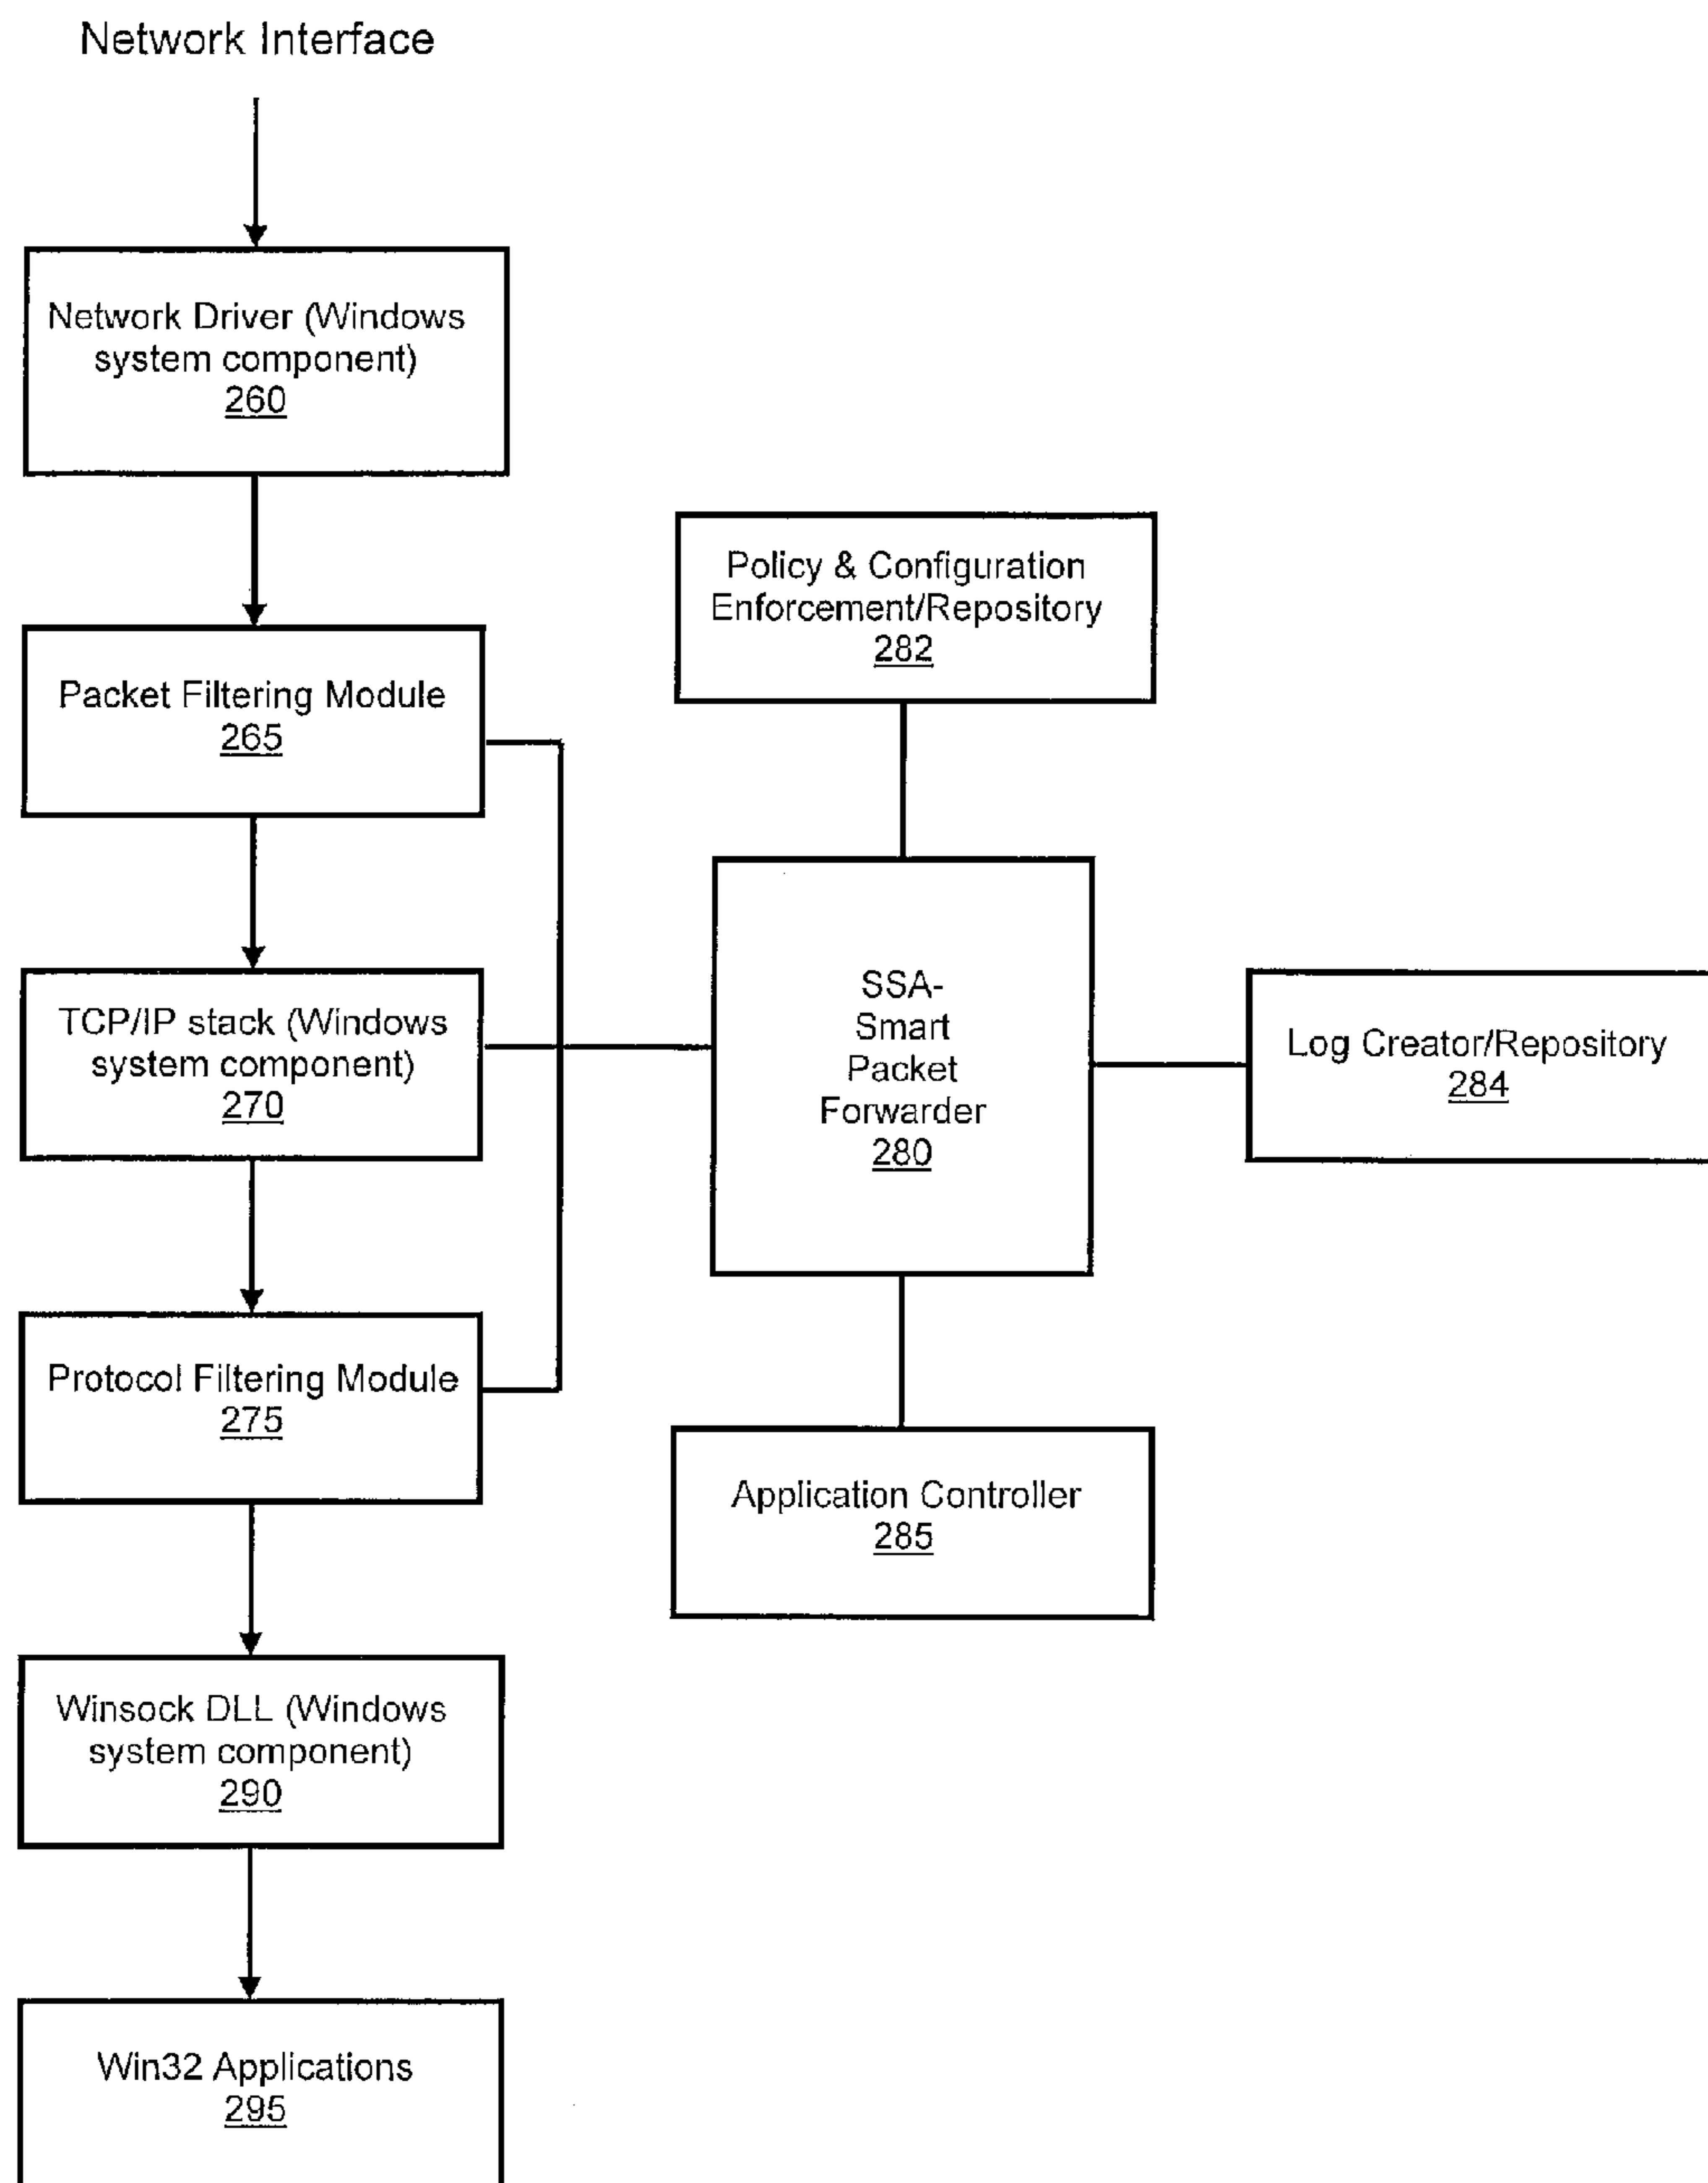 Network Interface
Network Driver (Windows
system component)
260
Policy & Configuration
Enforcement/Repository
282
Packet Filtering Module
265
SSA-
Smart
Packet
Forwarder
280
TCP/IP stack (Windows
system component)
270
Log Creator/Repository
284
Protocol Filtering Module
275
Application Controller
285
Winsock DLL (Windows
system component)
290
Win32 Applications
295